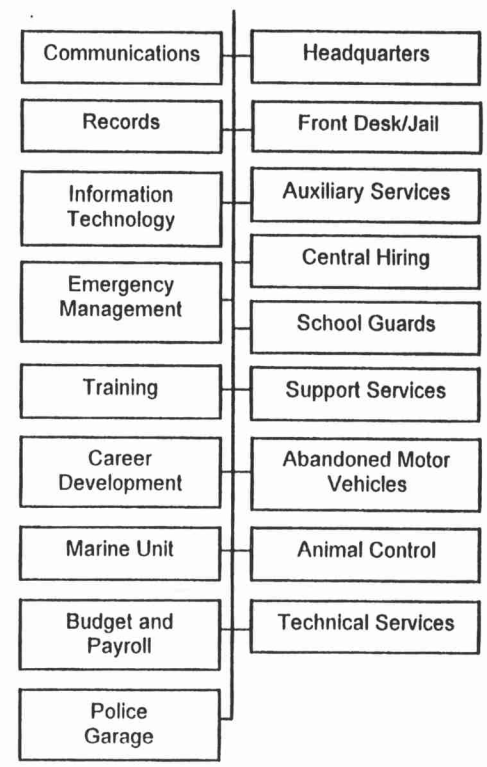 Communications
Headquarters
Records
Front Desk/Jail
Information
Technology
Auxiliary Services
Emergency
Management
Central Hiring
School Guards
Training
Support Services
Career
Development
Abandoned Motor
Vehicles
Marine Unit
Animal Control
Budget and
Payroll
Technical Services
Police
Garage